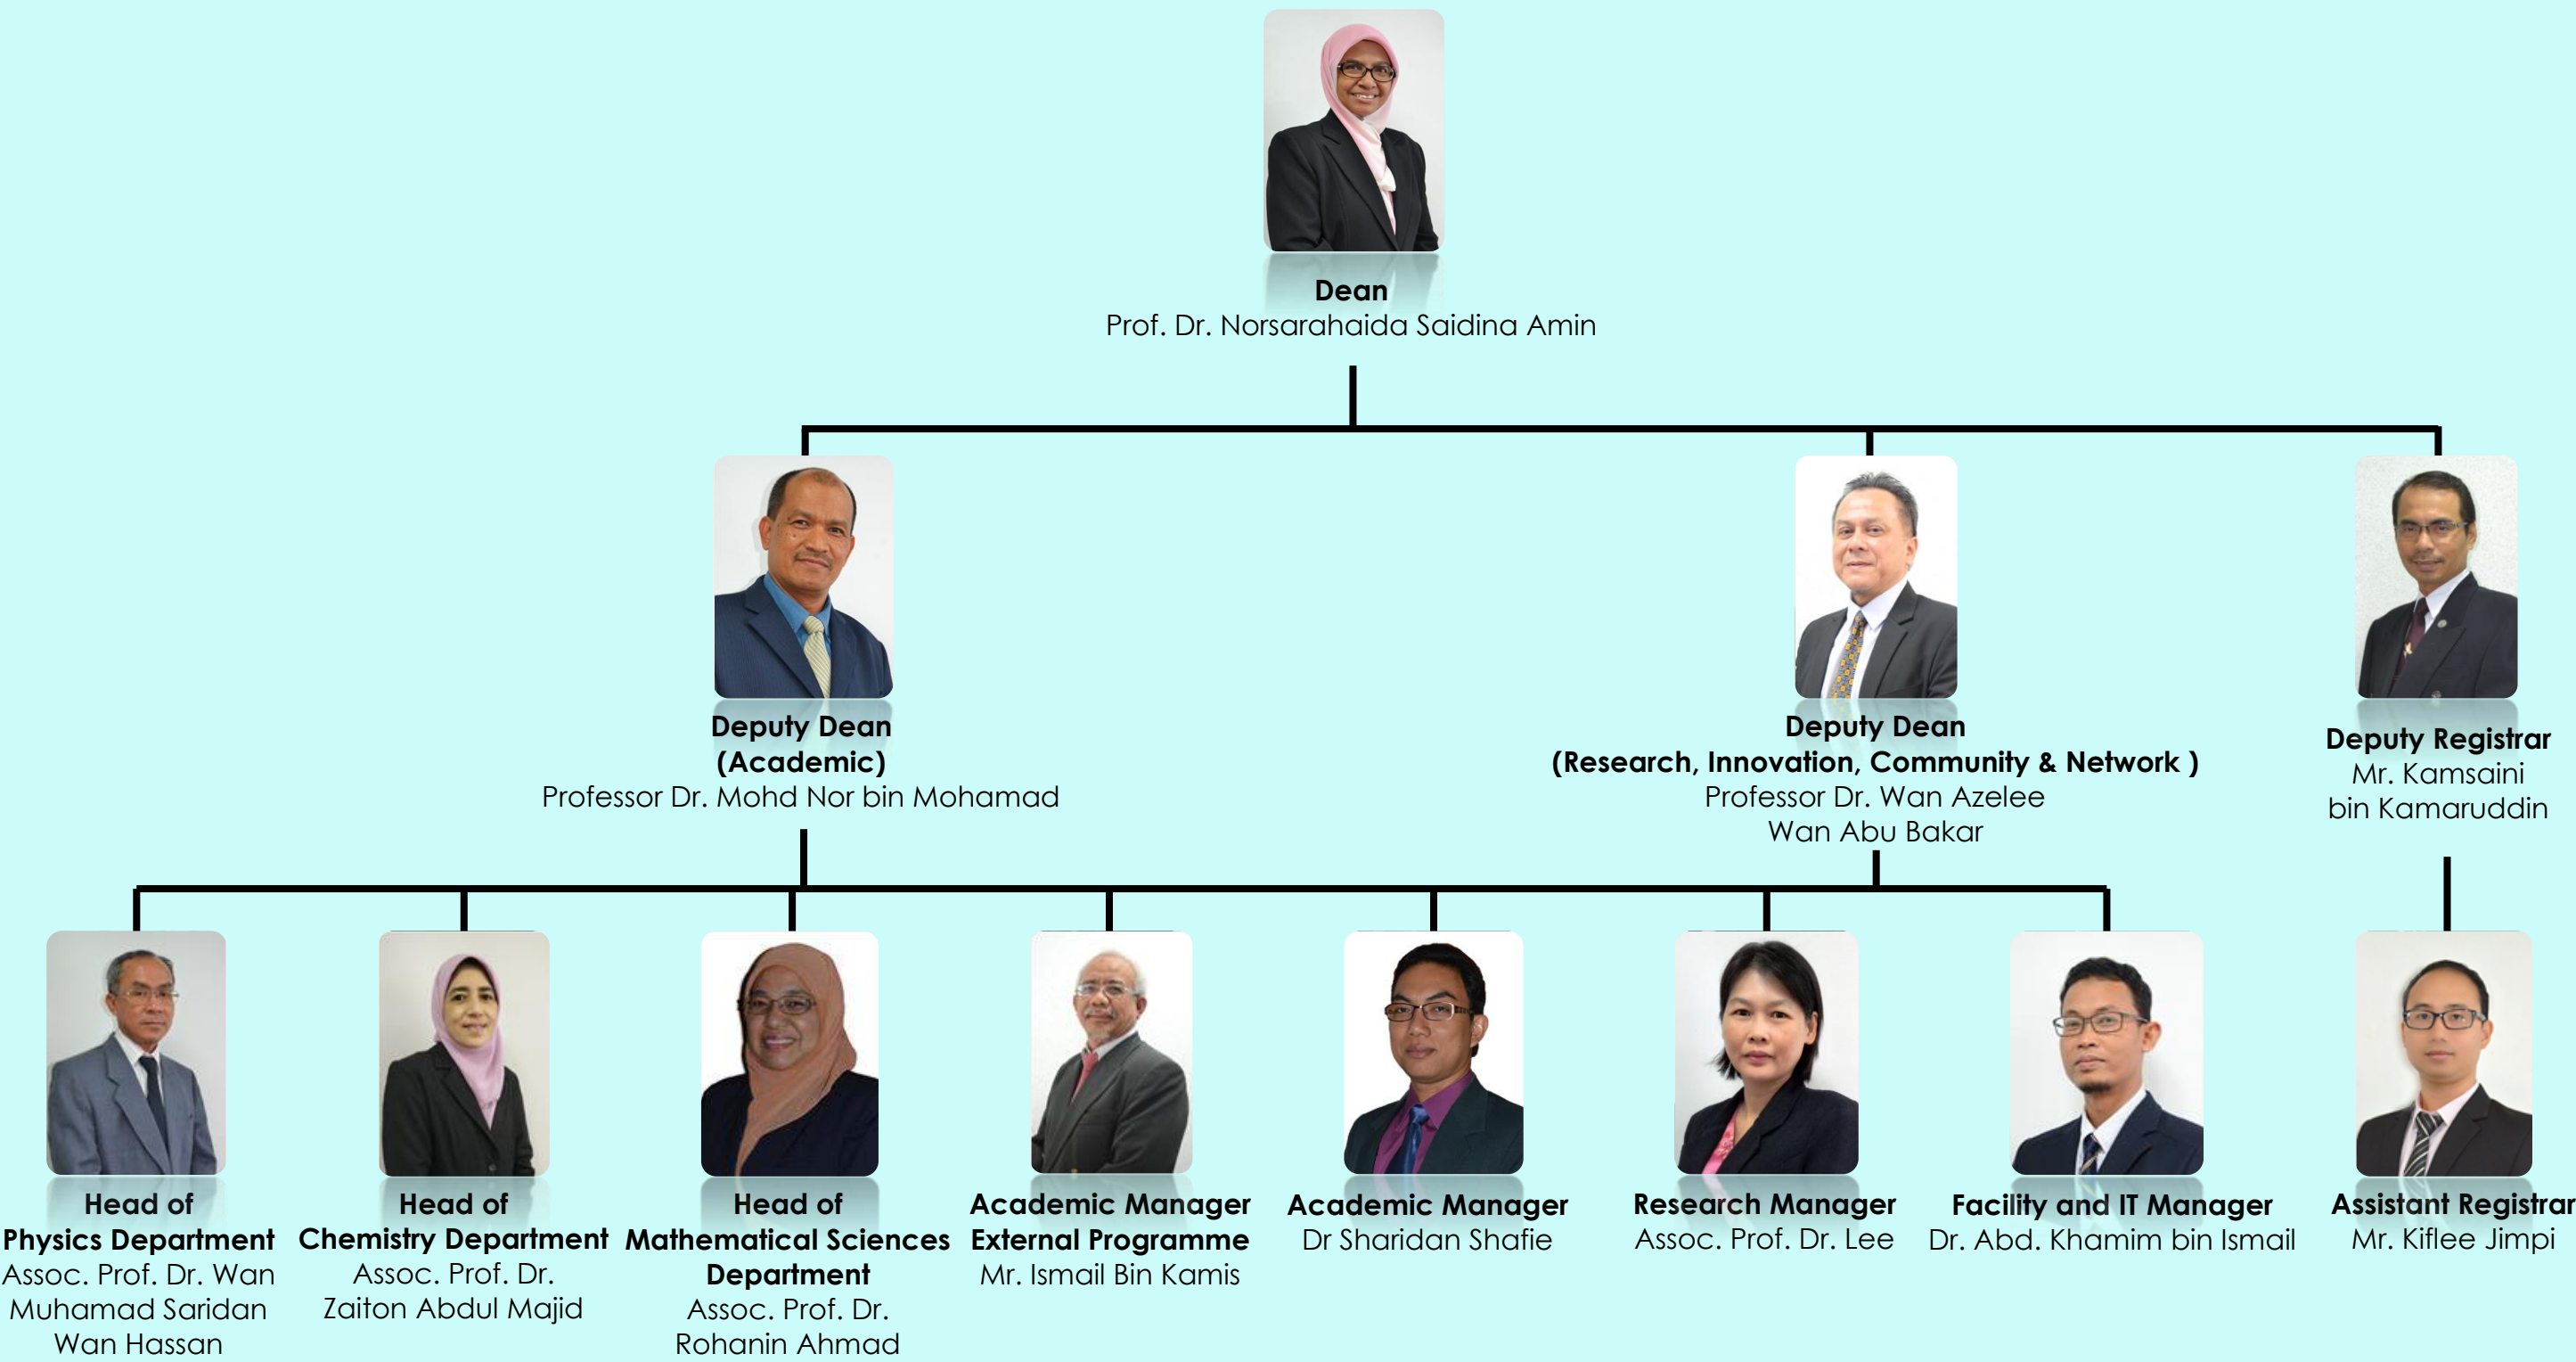 Dean
Prof. Dr. Norsarahaida Saidina Amin
Deputy Dean
(Academic)
Professor Dr. Mohd Nor bin Mohamad
Deputy Dean
(Research, Innovation, Community & Network )
Professor Dr. Wan Azelee
Wan Abu Bakar
Deputy Registrar
Mr. Kamsaini
bin Kamaruddin
Head of
Physics Department
Assoc. Prof. Dr. Wan
Muhamad Saridan
Wan Hassan
Head of
Chemistry Department
Assoc. Prof. Dr.
Zaiton Abdul Majid
Head of
Mathematical Sciences
Department
Assoc. Prof. Dr.
Rohanin Ahmad
Academic Manager
External Programme
Mr. Ismail Bin Kamis
Academic Manager
Dr Sharidan Shafie
Research Manager
Assoc. Prof. Dr. Lee
Facility and IT Manager
Dr. Abd. Khamim bin Ismail
Assistant Registrar
Mr. Kiflee Jimpi